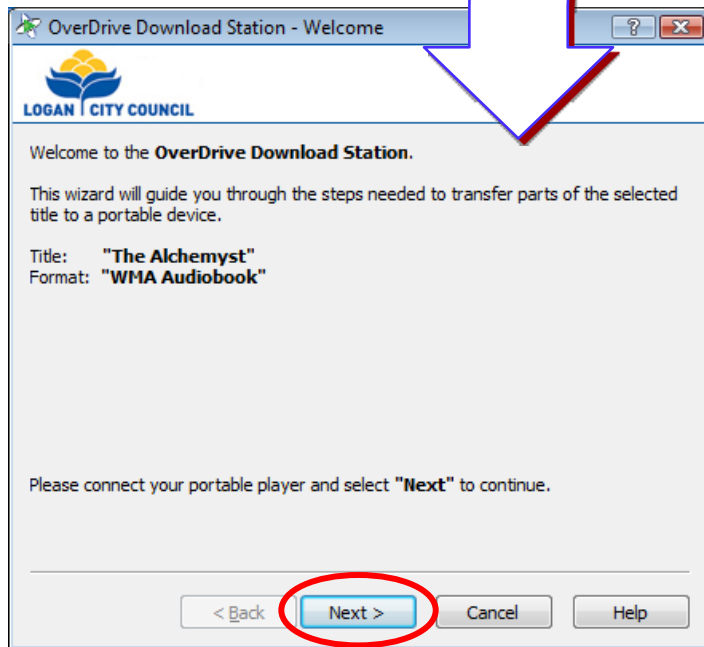 OverDrive Download Station - Welcome
LOGAN CITY COUNCIL
Welcome to the OverDrive Download Station.
This wizard will guide you through the steps needed to transfer parts of the selected
title to a portable device.
Title: "The Alchemyst"
Format: "WMA Audiobook"
Please connect your portable player and select "Next" to continue.
< Back Next > Cancel Help